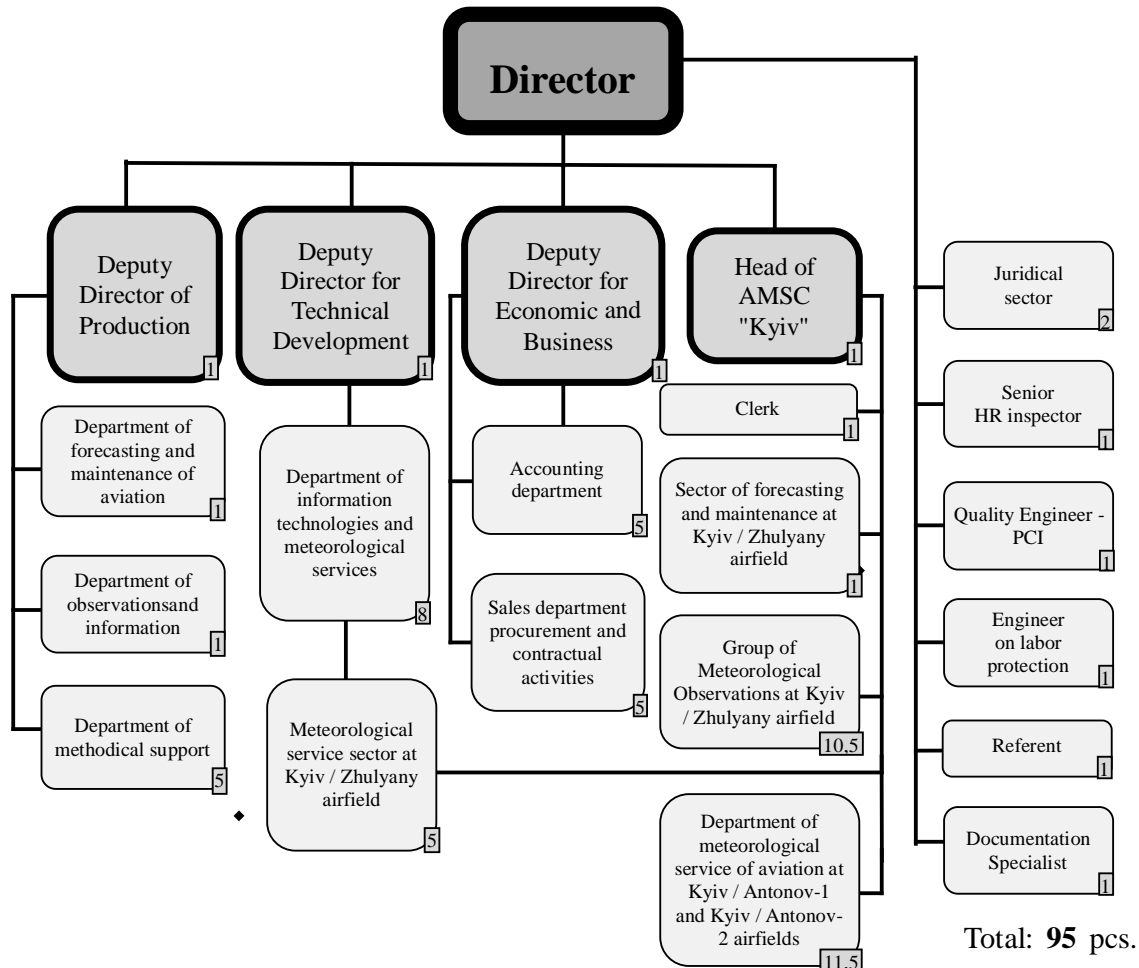 Director
Deputy
Director of
Production
1
Deputy
Director for
Technical
Development
1
Deputy
Director for
Economic and
Business
1
Head of
AMSC
"Kyiv"
1
Department of
forecasting and
maintenance of
aviation
1
Department of
observationsand
information
1
Department of
methodical support
5
Department of
information
technologies and
meteorological
services
8
Meteorological
service sector at
Kyiv / Zhulyany
airfield
5
Accounting
department
5
Sales department
procurement and
contractual
activities
5
Clerk
1
Sector of forecasting
and maintenance at
Kyiv / Zhulyany
airfield
1
Group of
Meteorological
Observations at Kyiv
/ Zhulyany airfield
10,5
Department of
meteorological
service of aviation at
Kyiv / Antonov-1
and Kyiv / Antonov-
2 airfields
11,5
Juridical
sector
2
Senior
HR inspector
1
Quality Engineer -
PCI
1
Engineer
on labor
protection
1
Referent
1
Documentation
Specialist
1
Total: 95 pcs.